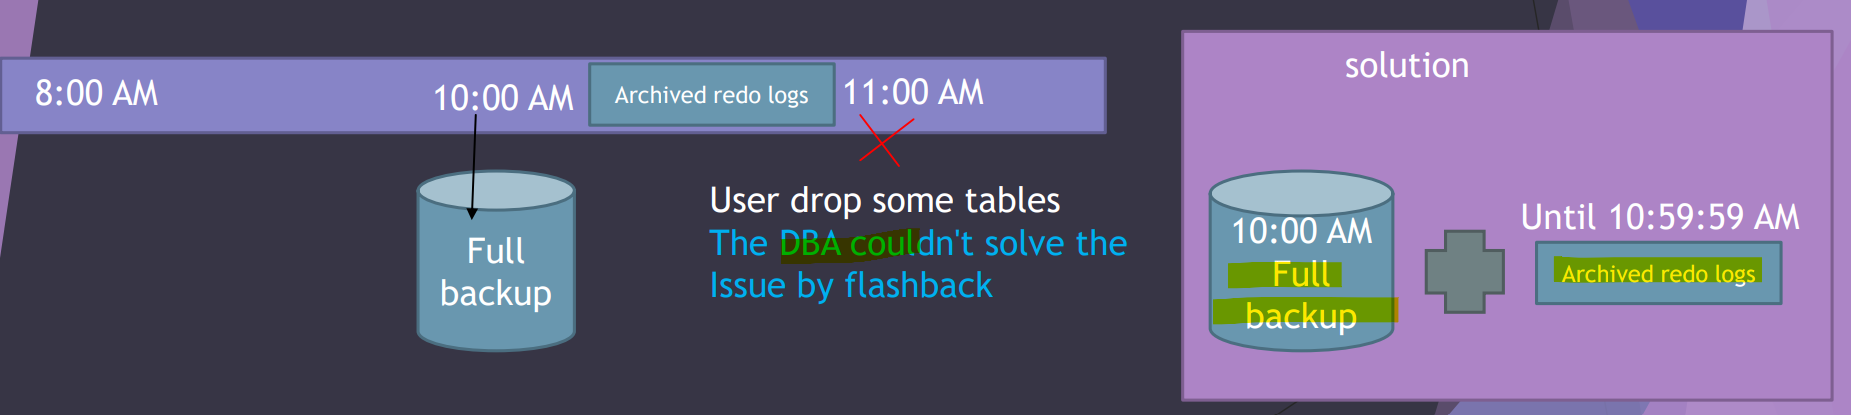 8:00 AM
10:00 AM
Archived redo logs
11:00 AM
Full
backup
User drop some tables
The DBA couldn't solve the
Issue by flashback
solution
10:00 AM
Full
backup
Until 10:59:59 AM
Archived redo logs